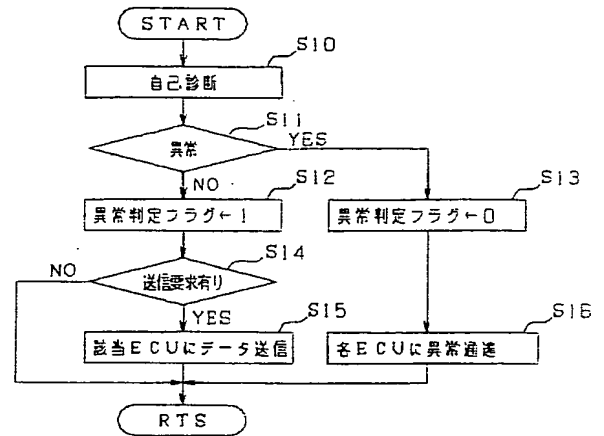 START
S10
自己診断
S11
異常
YES
NO
S12
異常判定フラグ←1
S13
異常判定フラグ←0
S14
送信要求有り
NO
YES
S15
該当ECUにデータ送信
S16
各ECUに異常通達
RTS